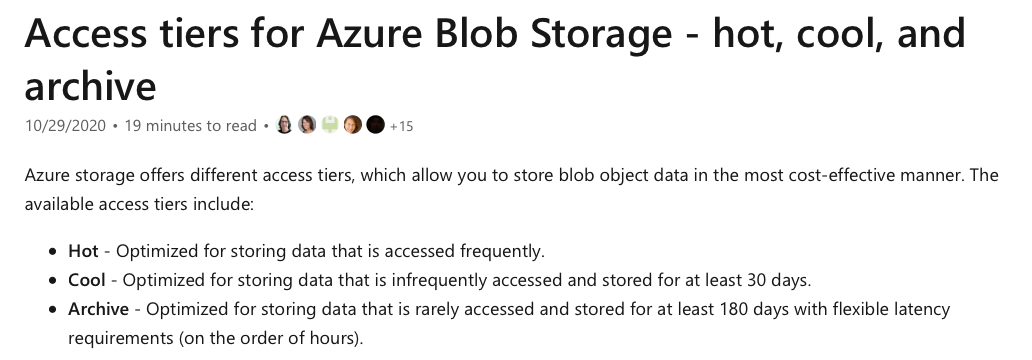 Access tiers for Azure Blob Storage - hot, cool, and
archive
10/29/2020 • 19 minutes to read • +15
Azure storage offers different access tiers, which allow you to store blob object data in the most cost-effective manner. The
available access tiers include:
• Hot - Optimized for storing data that is accessed frequently.
• Cool - Optimized for storing data that is infrequently accessed and stored for at least 30 days.
• Archive - Optimized for storing data that is rarely accessed and stored for at least 180 days with flexible latency
requirements (on the order of hours).